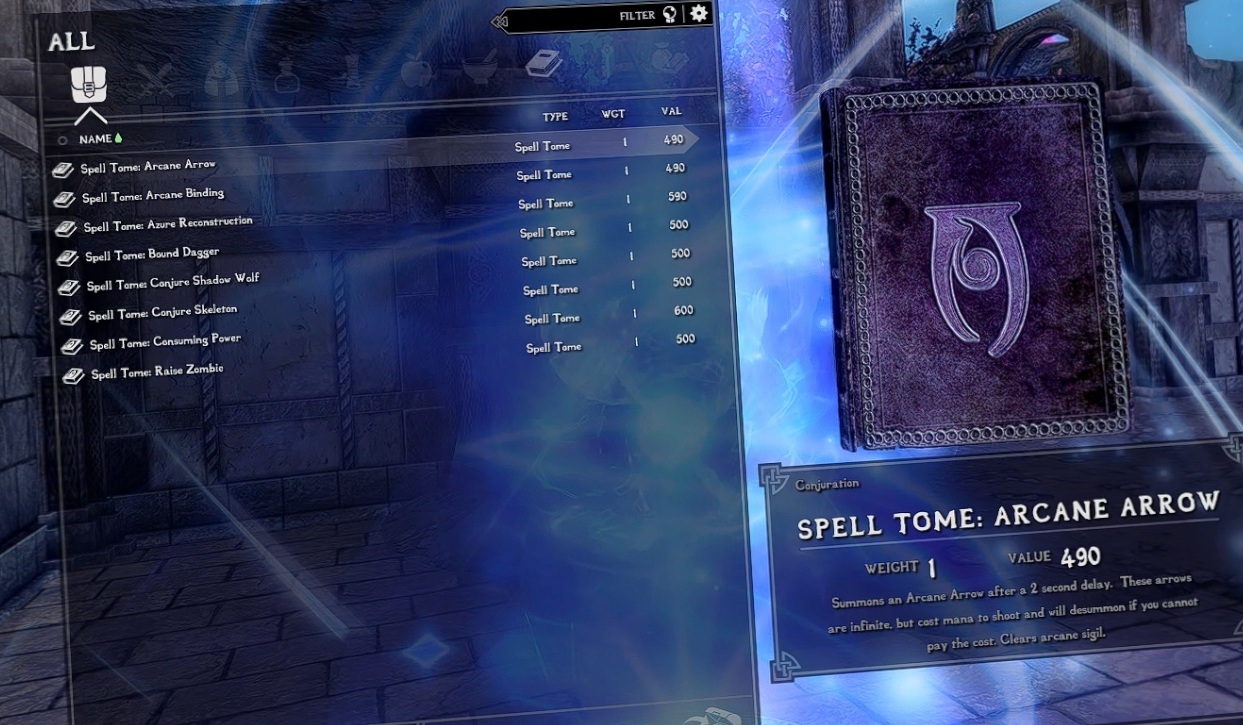 FILTER
ALL
NAME TYPE WGT VAL
Spell Tome: Arcane Arrow Spell Tome 1 490
Spell Tome: Arcane Binding Spell Tome 1 490
Spell Tome: Azure Reconstruction Spell Tome 1 590
Spell Tome: Bound Dagger Spell Tome 1 500
Spell Tome: Conjure Shadow Wolf Spell Tome 1 500
Spell Tome: Conjure Skeleton Spell Tome 1 500
Spell Tome: Consuming Power Spell Tome 1 600
Spell Tome: Raise Zombie Spell Tome 1 500
Conjuration
SPELL TOME: ARCANE ARROW
WEIGHT 1 VALUE 490
Summons an Arcane Arrow after a 2 second delay. These arrows
are infinite, but cost mana to shoot and will desummon if you cannot
pay the cost. Clears arcane sigil.